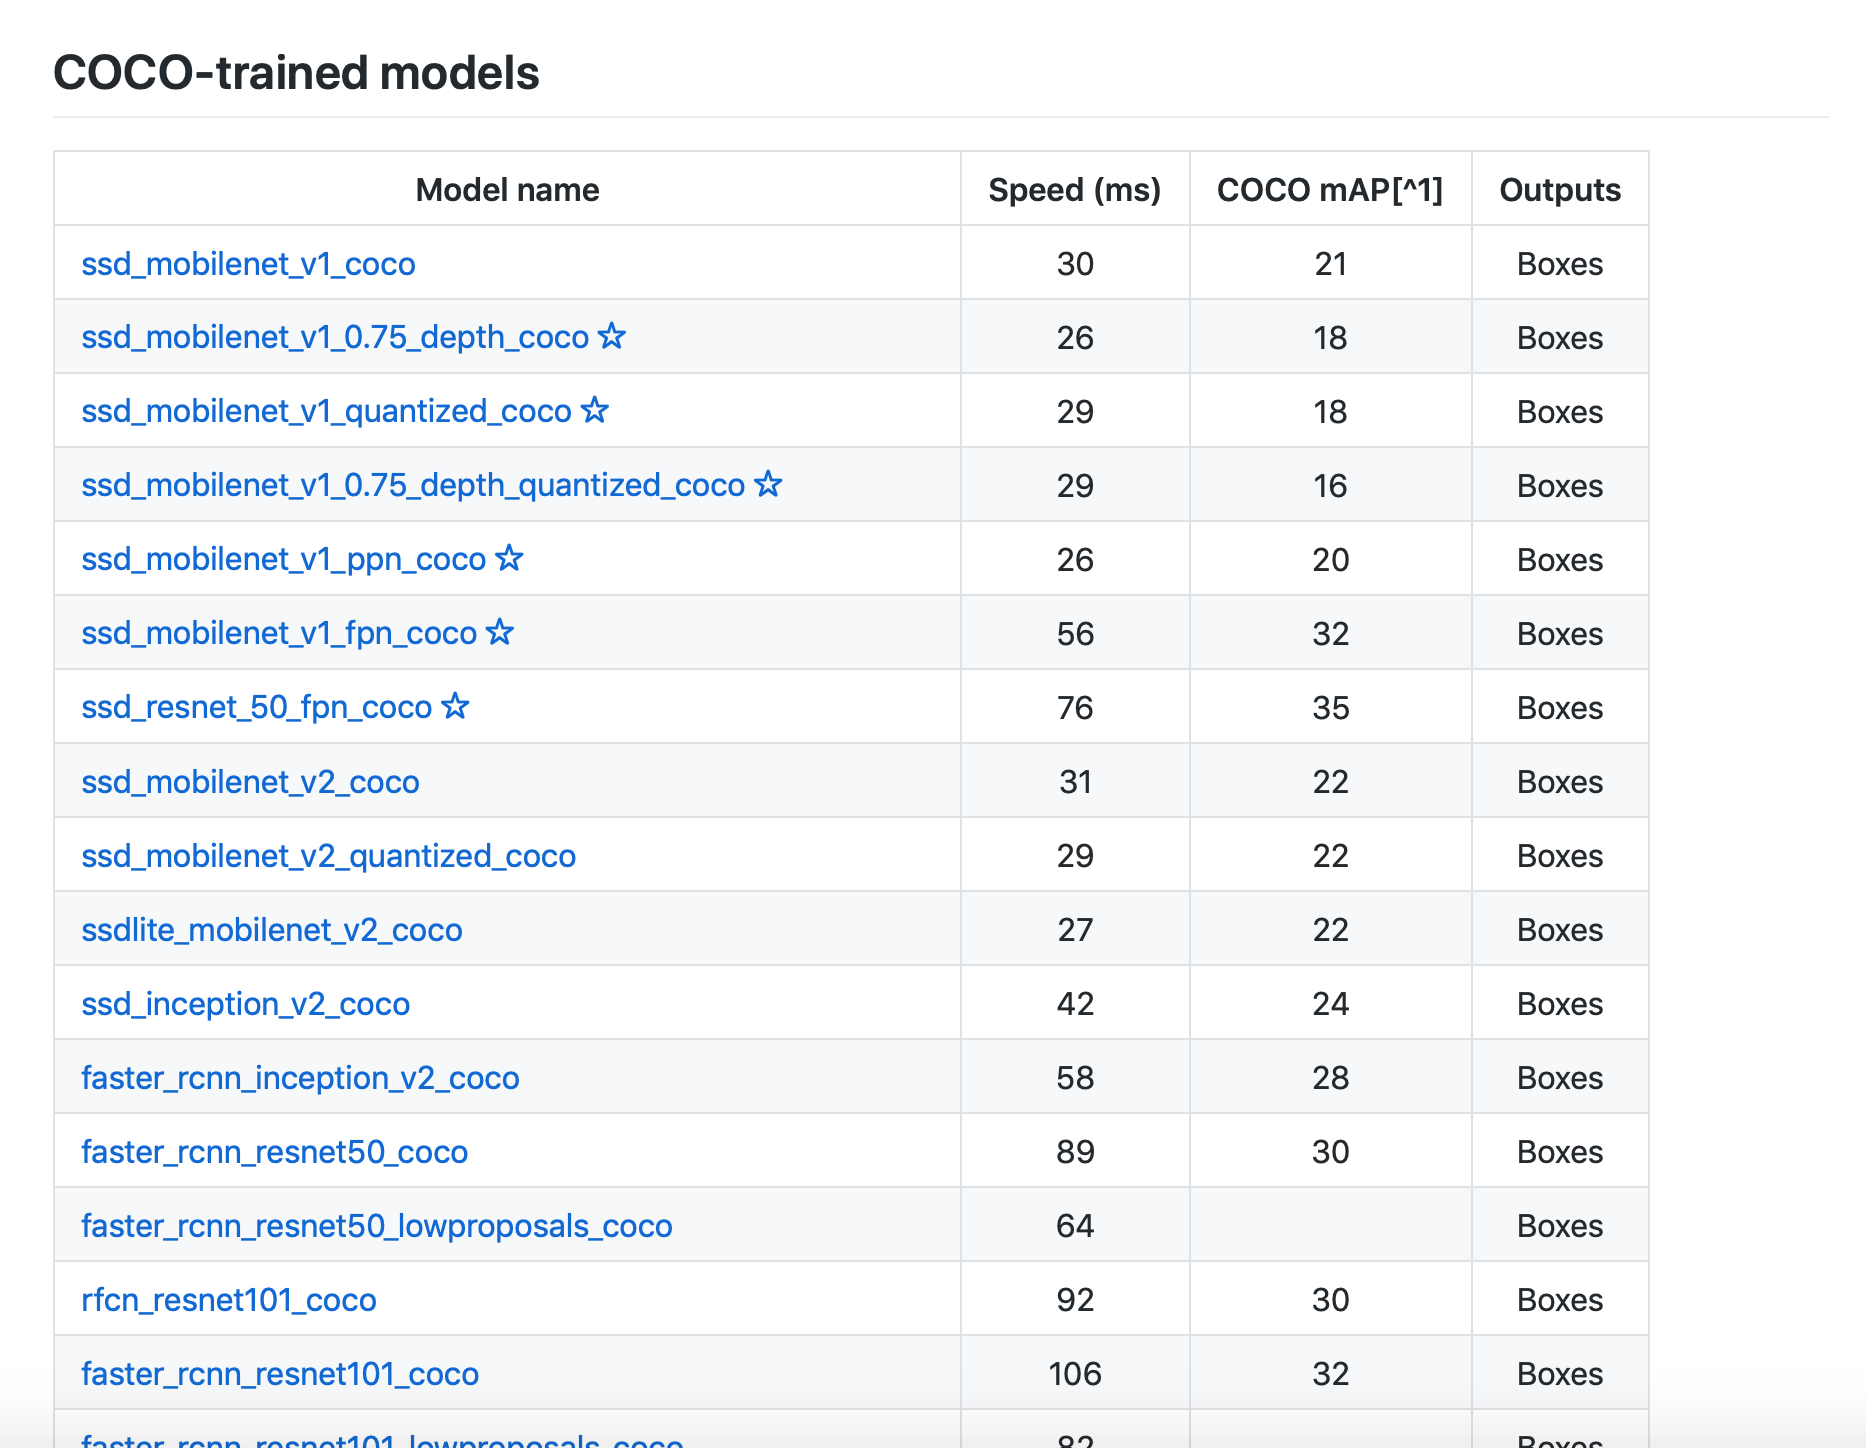 COCO-trained models
Model name Speed (ms) COCO mAP[^1] Outputs
ssd_mobilenet_v1_coco 30 21 Boxes
ssd_mobilenet_v1_0.75_depth_coco ☆ 26 18 Boxes
ssd_mobilenet_v1_quantized_coco ☆ 29 18 Boxes
ssd_mobilenet_v1_0.75_depth_quantized_coco ☆ 29 16 Boxes
ssd_mobilenet_v1_ppn_coco ☆ 26 20 Boxes
ssd_mobilenet_v1_fpn_coco ☆ 56 32 Boxes
ssd_resnet_50_fpn_coco ☆ 76 35 Boxes
ssd_mobilenet_v2_coco 31 22 Boxes
ssd_mobilenet_v2_quantized_coco 29 22 Boxes
ssdlite_mobilenet_v2_coco 27 22 Boxes
ssd_inception_v2_coco 42 24 Boxes
faster_rcnn_inception_v2_coco 58 28 Boxes
faster_rcnn_resnet50_coco 89 30 Boxes
faster_rcnn_resnet50_lowproposals_coco 64 Boxes
rfcn_resnet101_coco 92 30 Boxes
faster_rcnn_resnet101_coco 106 32 Boxes
faster_rcnn_resnet101_lowproposals_coco 82 Boxes